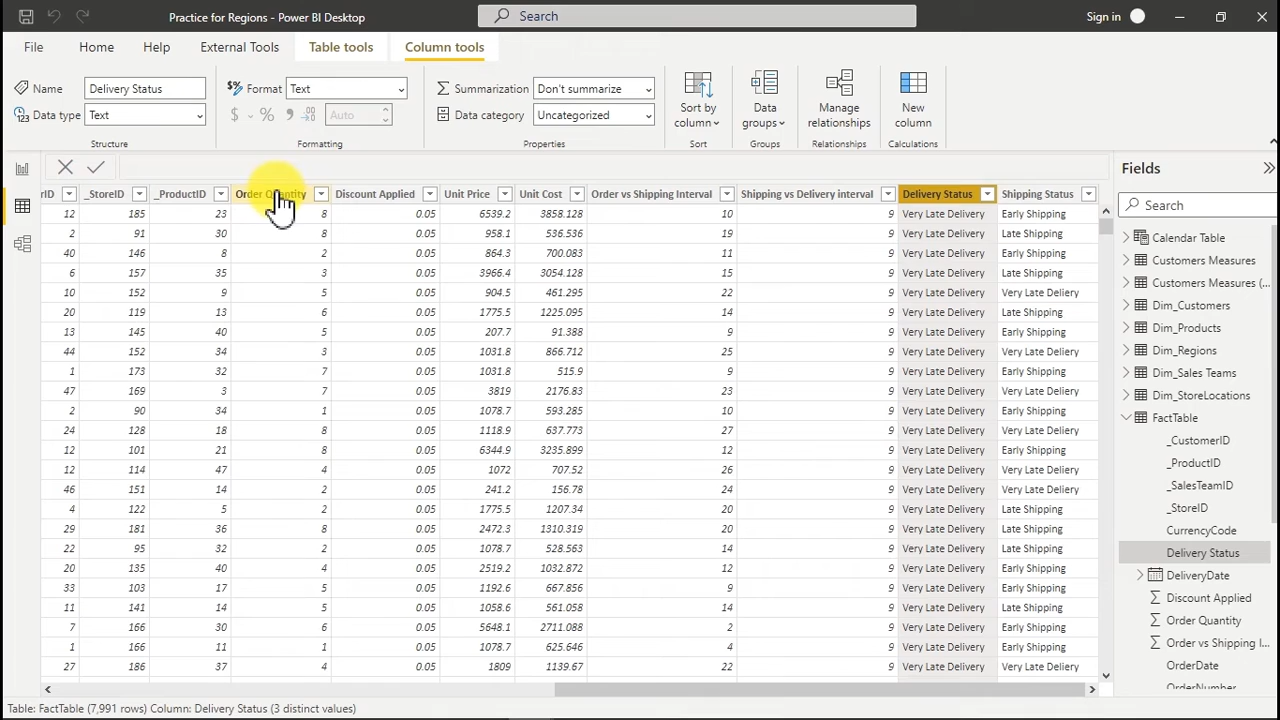 Practice for Regions - Power BI Desktop
Search
Sign in
File Home Help External Tools Table tools Column tools
Name Delivery Status
Format Text
Summarization Don't summarize
Data type Text
$ % Auto
Data category Uncategorized
Sort by column
Data groups
Manage relationships
New column
Structure Formatting Properties Sort Groups Relationships Calculations
Fields
Search
ID _StoreID _ProductID Order Quantity Discount Applied Unit Price Unit Cost Order vs Shipping Interval Shipping vs Delivery interval Delivery Status Shipping Status
12 185 23 8 0.05 6539.2 3858.128 10 9 Very Late Delivery Early Shipping
2 91 30 8 0.05 958.1 536.536 19 9 Very Late Delivery Late Shipping
40 146 8 2 0.05 864.3 700.083 11 9 Very Late Delivery Early Shipping
6 157 35 3 0.05 3966.4 3054.128 15 9 Very Late Delivery Late Shipping
10 152 9 5 0.05 904.5 461.295 22 9 Very Late Delivery Very Late Deliery
20 119 13 6 0.05 1775.5 1225.095 14 9 Very Late Delivery Late Shipping
13 145 40 5 0.05 207.7 91.388 9 9 Very Late Delivery Early Shipping
44 152 34 3 0.05 1031.8 866.712 25 9 Very Late Delivery Very Late Deliery
1 173 32 7 0.05 1031.8 515.9 9 9 Very Late Delivery Early Shipping
47 169 3 7 0.05 3819 2176.83 23 9 Very Late Delivery Very Late Deliery
2 90 34 1 0.05 1078.7 593.285 10 9 Very Late Delivery Early Shipping
24 128 18 8 0.05 1118.9 637.773 27 9 Very Late Delivery Very Late Deliery
12 101 21 8 0.05 6344.9 3235.899 12 9 Very Late Delivery Early Shipping
12 114 47 4 0.05 1072 707.52 26 9 Very Late Delivery Very Late Deliery
46 151 14 2 0.05 241.2 156.78 24 9 Very Late Delivery Very Late Deliery
4 122 5 2 0.05 1775.5 1207.34 20 9 Very Late Delivery Late Shipping
29 181 36 8 0.05 2472.3 1310.319 20 9 Very Late Delivery Late Shipping
22 95 32 2 0.05 1078.7 528.563 14 9 Very Late Delivery Late Shipping
20 135 40 4 0.05 2519.2 1032.872 12 9 Very Late Delivery Early Shipping
33 103 17 5 0.05 1192.6 667.856 9 9 Very Late Delivery Early Shipping
11 141 14 5 0.05 1058.6 561.058 14 9 Very Late Delivery Late Shipping
7 166 30 6 0.05 5648.1 2711.088 2 9 Very Late Delivery Early Shipping
1 166 11 1 0.05 1078.7 625.646 4 9 Very Late Delivery Early Shipping
27 186 37 4 0.05 1809 1139.67 22 9 Very Late Delivery Very Late Deliery
Calendar Table
Customers Measures
Customers Measures (...
Dim_Customers
Dim_Products
Dim_Regions
Dim_Sales Teams
Dim_StoreLocations
FactTable
_CustomerID
_ProductID
_SalesTeamID
_StoreID
CurrencyCode
Delivery Status
DeliveryDate
Discount Applied
Order Quantity
Order vs Shipping I...
OrderDate
OrderNumber
Table: FactTable (7,991 rows) Column: Delivery Status (3 distinct values)